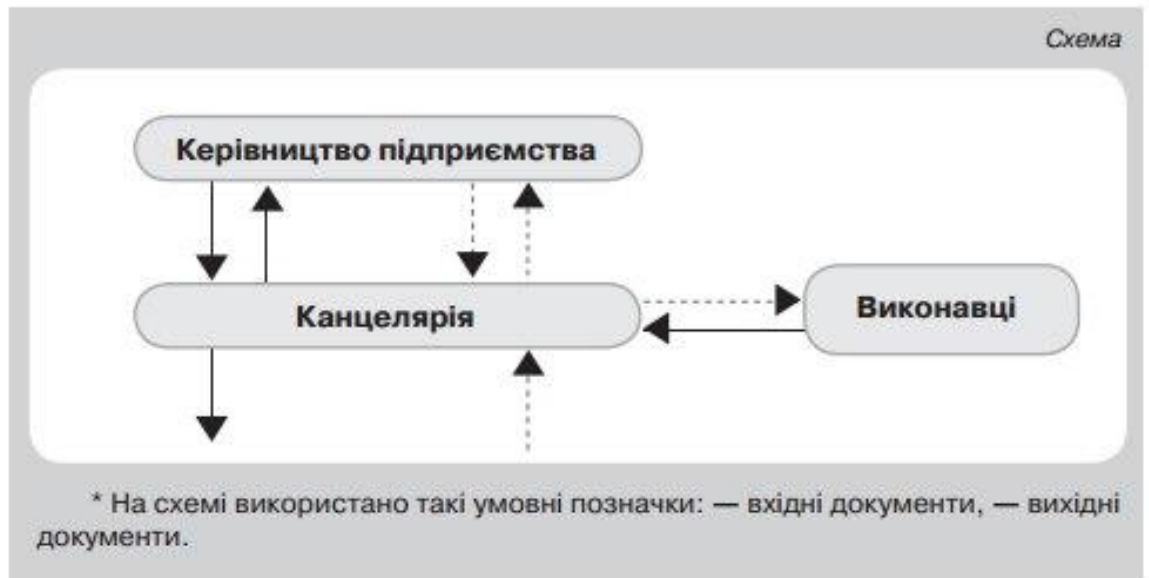 Схема
Керівництво підприємства
Канцелярія
Виконавці
* На схемі використано такі умовні позначки: — вхідні документи, — вихідні
документи.